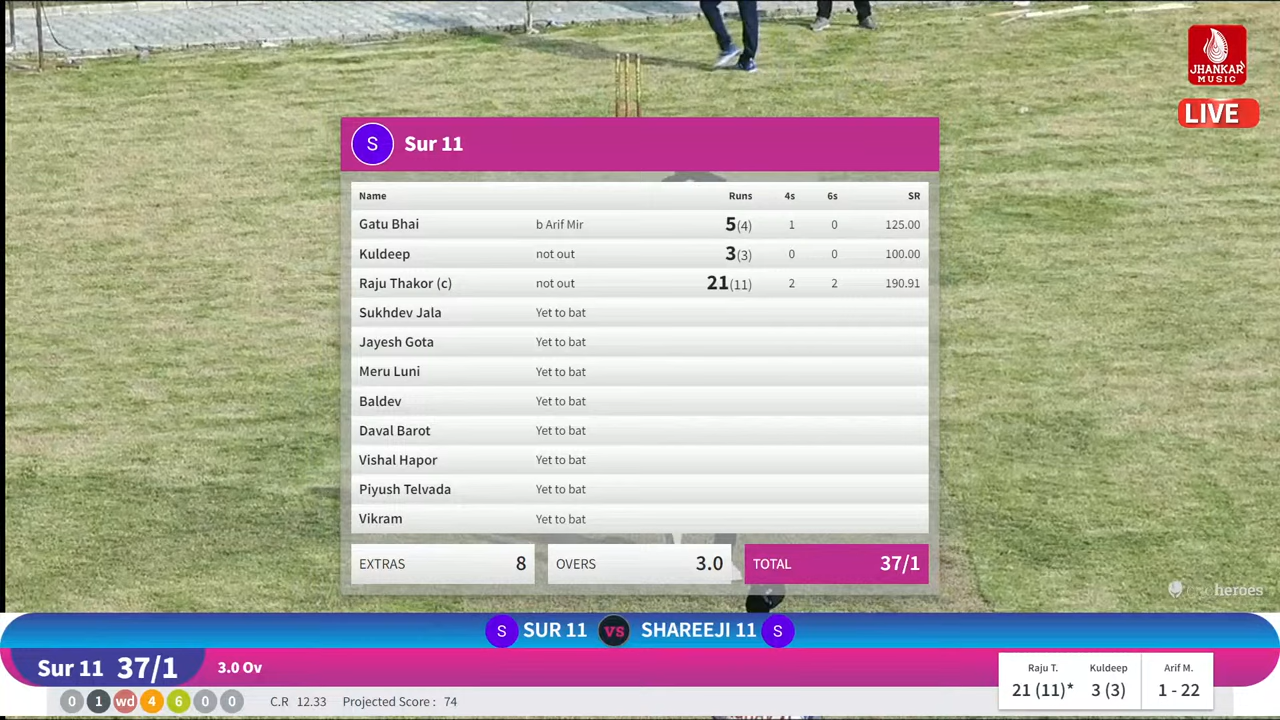 JHANKAR
MUSIC
LIVE
S Sur 11
Name Runs 4s 6s SR
Gatu Bhai b Arif Mir 5(4) 1 0 125.00
Kuldeep not out 3(3) 0 0 100.00
Raju Thakor (c) not out 21(11) 2 2 190.91
Sukhdev Jala Yet to bat
Jayesh Gota Yet to bat
Meru Luni Yet to bat
Baldev Yet to bat
Daval Barot Yet to bat
Vishal Hapor Yet to bat
Piyush Telvada Yet to bat
Vikram Yet to bat
EXTRAS 8 OVERS 3.0 TOTAL 37/1
heroes
S SUR 11 VS SHAREEJI 11 S
Sur 11 37/1 3.0 Ov
Raju T. Kuldeep Arif M.
21 (11)* 3 (3) 1 - 22
0 1 wd 4 6 0 0 C.R 12.33 Projected Score : 74